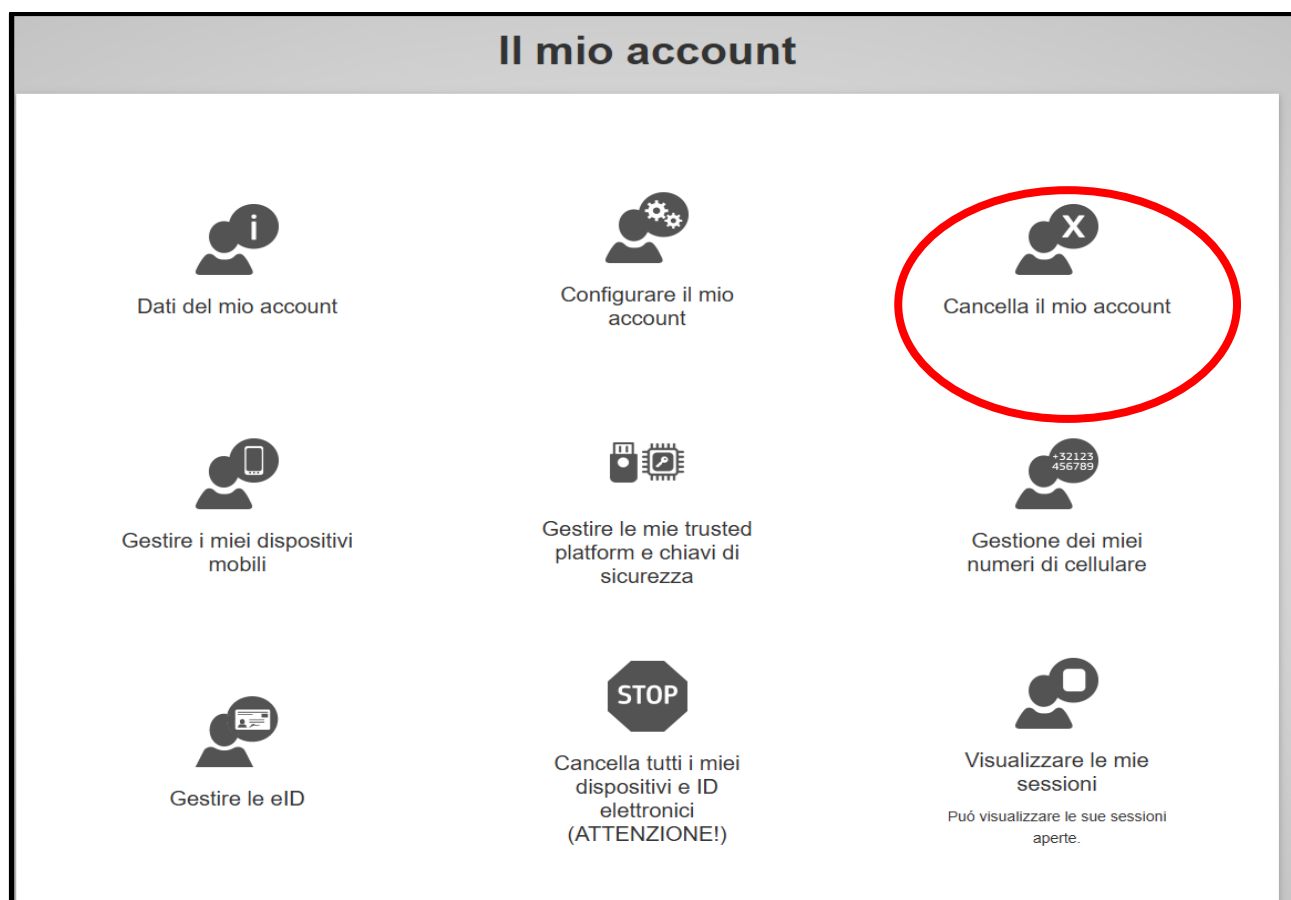 Il mio account
i
X
Dati del mio account
Configurare il mio
account
Cancella il mio account
+32123
456789
Gestire i miei dispositivi
mobili
Gestire le mie trusted
platform e chiavi di
sicurezza
Gestione dei miei
numeri di cellulare
STOP
Gestire le eID
Cancella tutti i miei
dispositivi e ID
elettronici
(ATTENZIONE!)
Visualizzare le mie
sessioni
Puó visualizzare le sue sessioni
aperte.